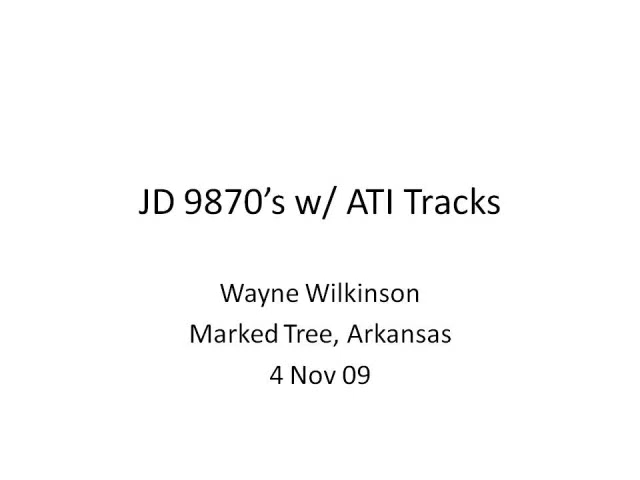 JD 9870’s w/ ATI Tracks
Wayne Wilkinson
Marked Tree, Arkansas
4 Nov 09